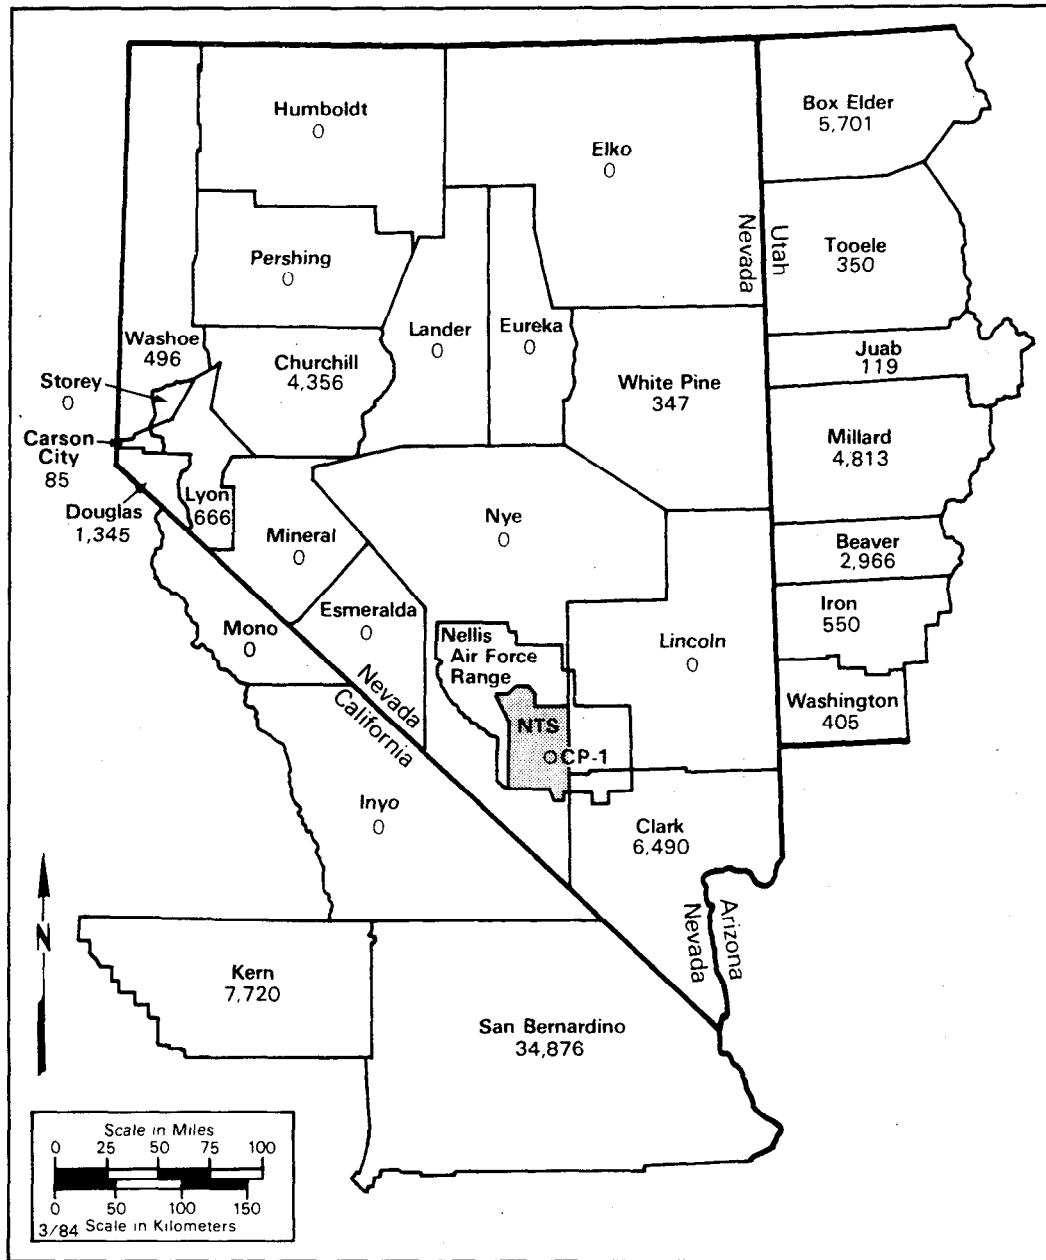 Humboldt
0
Elko
0
Box Elder
5,701
Nevada
Utah
Tooele
350
Pershing
0
Washoe
496
Churchill
4,356
Lander
0
Eureka
0
White Pine
347
Juab
119
Storey
0
Carson
City
85
Millard
4,813
Douglas
1,345
Lyon
666
Mineral
0
Nye
0
Beaver
2,966
Iron
550
Mono
0
Esmeralda
0
Nellis
Air Force
Range
Lincoln
0
Washington
405
Nevada
California
NTS
CP-1
Inyo
0
Clark
6,490
Nevada
Arizona
N
Kern
7,720
San Bernardino
34,876
Scale in Miles
0 25 50 75 100
0 50 100 150
3/84 Scale in Kilometers